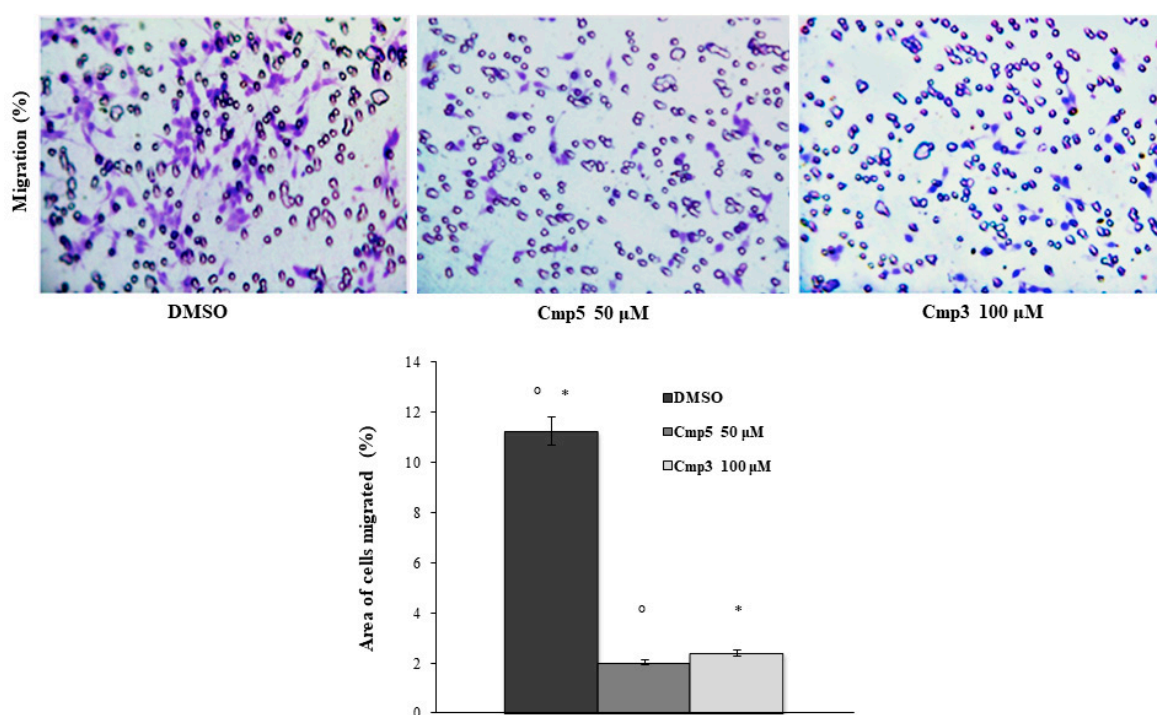 Migration (%)
DMSO
Cmp5 50 μM
Cmp3 100 μM
Area of cells migrated (%)
14
12
10
8
6
4
2
0
° *
°
*
DMSO
Cmp5 50 μM
Cmp3 100 μM